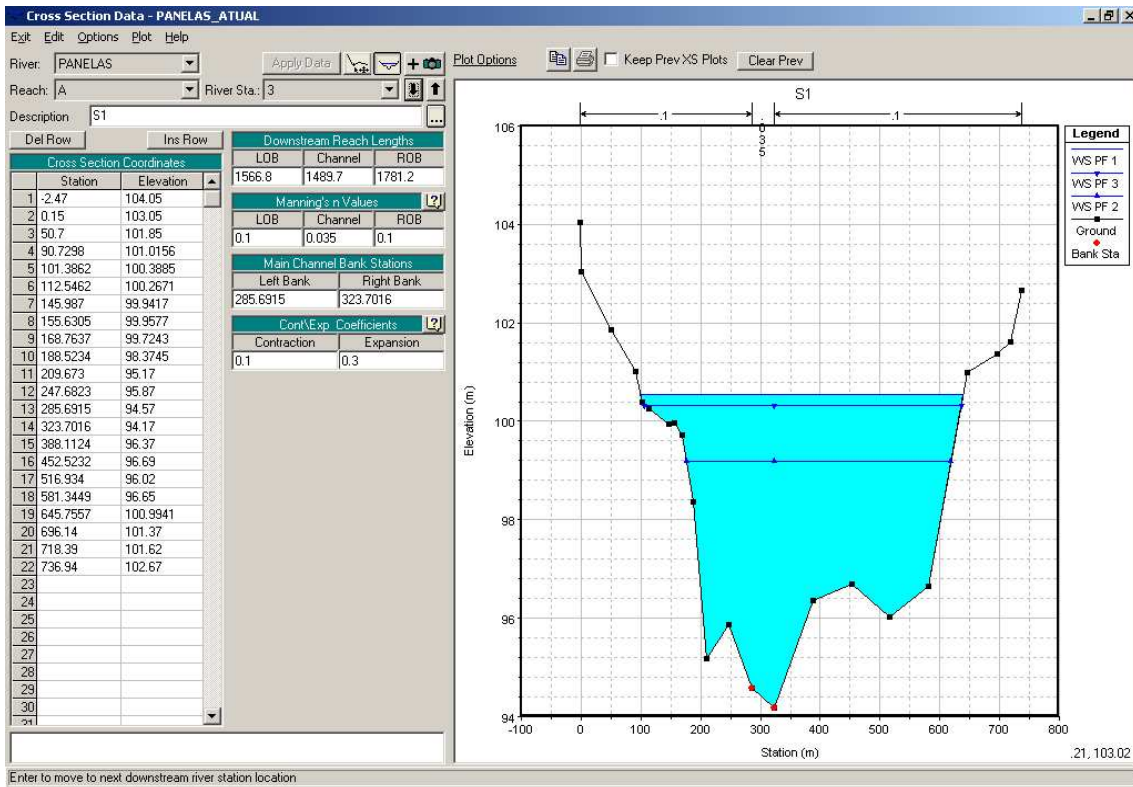 Cross Section Data - PANELAS_ATUAL
Exit Edit Options Plot Help
River: PANELAS Apply Data
Reach: A River Sta.: 3
Description S1 ...
Del Row Ins Row
Cross Section Coordinates
Station Elevation
1 -2.47 104.05
2 0.15 103.05
3 50.7 101.85
4 90.7298 101.0156
5 101.3862 100.3885
6 112.5462 100.2671
7 145.987 99.9417
8 155.6305 99.9577
9 168.7637 99.7243
10 188.5234 98.3745
11 209.673 95.17
12 247.6823 95.87
13 285.6915 94.57
14 323.7016 94.17
15 388.1124 96.37
16 452.5232 96.69
17 516.934 96.02
18 581.3449 96.65
19 645.7557 100.9941
20 696.14 101.37
21 718.39 101.62
22 736.94 102.67
23
24
25
26
27
28
29
30
31
Downstream Reach Lengths
LOB Channel ROB
1566.8 1489.7 1781.2
Manning's n Values
LOB Channel ROB
0.1 0.035 0.1
Main Channel Bank Stations
Left Bank Right Bank
285.6915 323.7016
Cont\Exp Coefficients
Contraction Expansion
0.1 0.3
Plot Options Keep Prev XS Plots Clear Prev
S1
.1 .035 .1
106
104
102
100
98
96
94
Elevation (m)
-100 0 100 200 300 400 500 600 700 800
Station (m)
Legend
WS PF 1
WS PF 3
WS PF 2
Ground
Bank Sta
.21, 103.02
Enter to move to next downstream river station location